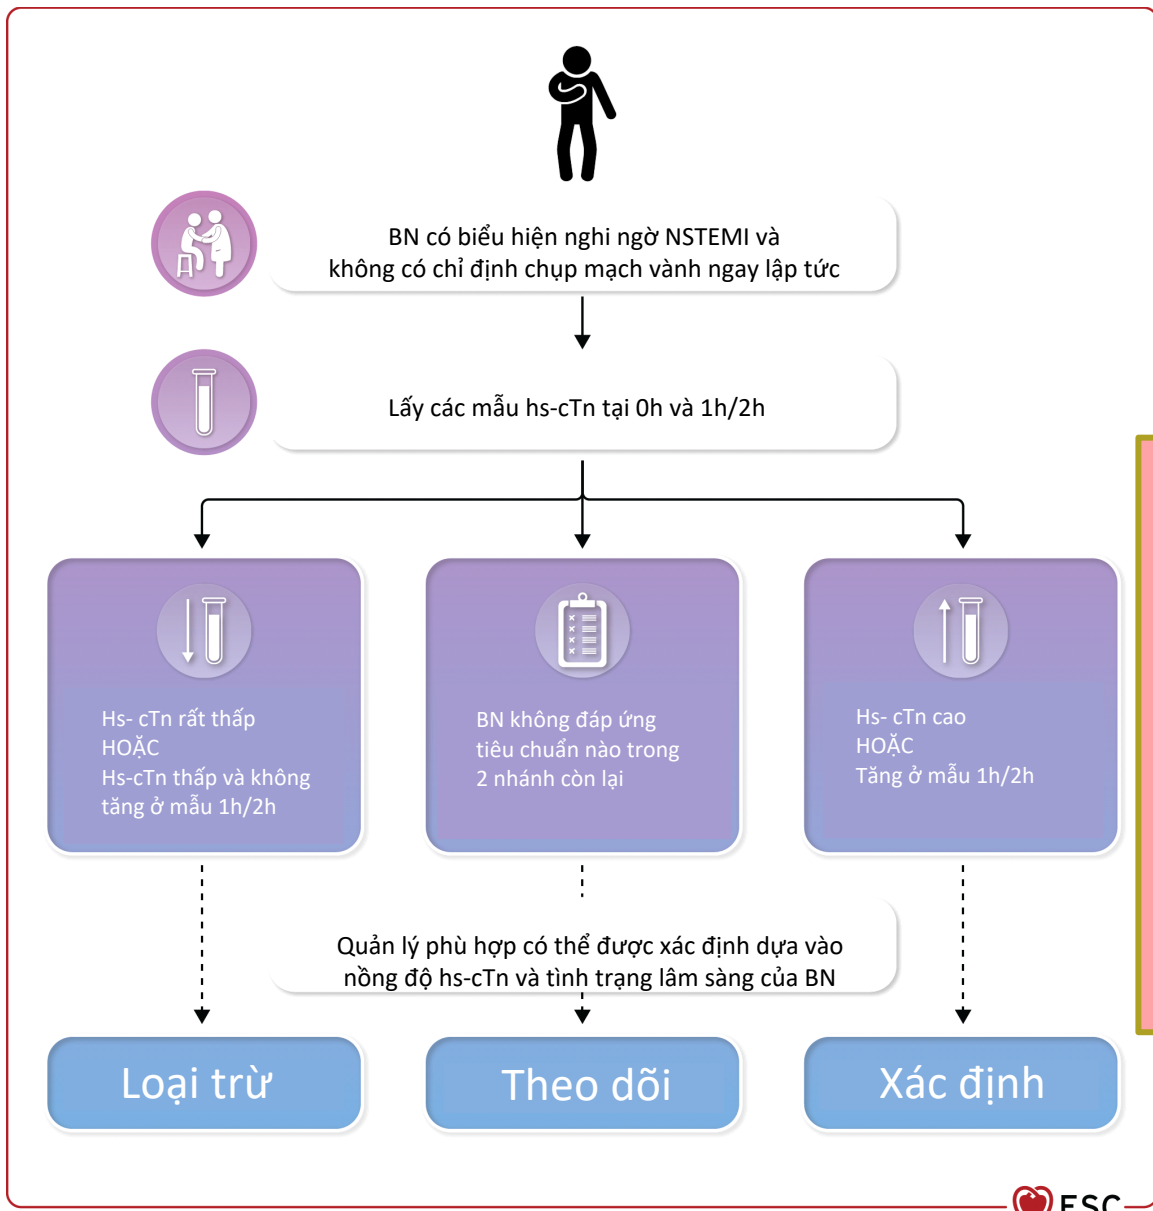 BN có biểu hiện nghi ngờ NSTEMI và
không có chỉ định chụp mạch vành ngay lập tức
Lấy các mẫu hs-cTn tại 0h và 1h/2h
Hs- cTn rất thấp
HOẶC
Hs-cTn thấp và không
tăng ở mẫu 1h/2h
BN không đáp ứng
tiêu chuẩn nào trong
2 nhánh còn lại
Hs- cTn cao
HOẶC
Tăng ở mẫu 1h/2h
Quản lý phù hợp có thể được xác định dựa vào
nồng độ hs-cTn và tình trạng lâm sàng của BN
Loại trừ
Theo dõi
Xác định
ESC